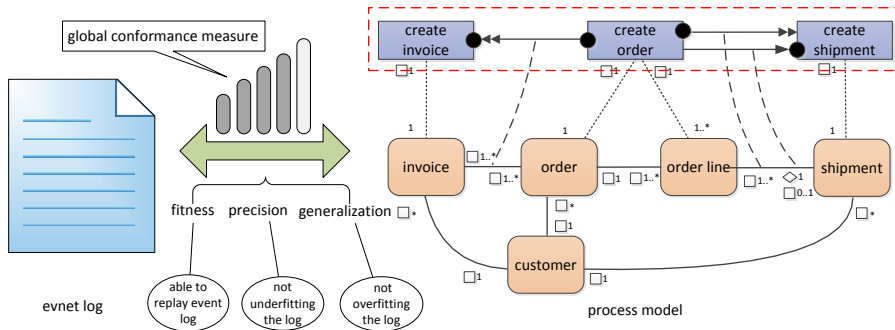 global conformance measure
create invoice
create order
create shipment
□1
□1
□1
□1
1
1
1..*
1
invoice
□1..*
□1..*
order
□1
□1..*
order line
□1..*
◇1
□0..1
shipment
fitness
precision
generalization
□*
□*
□1
□*
customer
□1
□1
able to replay event log
not underfitting the log
not overfitting the log
evnet log
process model